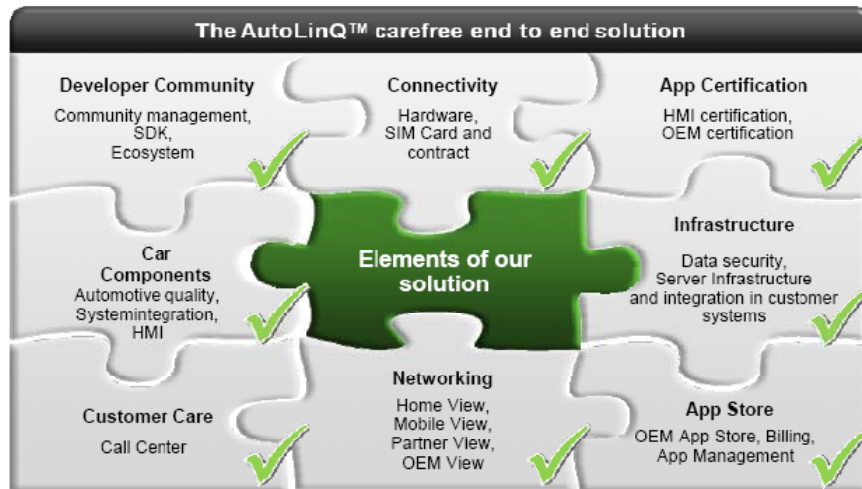 The AutoLinQ™ carefree end to end solution
Developer Community
Community management,
SDK,
Ecosystem
Connectivity
Hardware,
SIM Card and
contract
App Certification
HMI certification,
OEM certification
Car
Components
Automotive quality,
Systemintegration,
HMI
Elements of our
solution
Infrastructure
Data security,
Server Infrastructure
and integration in customer
systems
Customer Care
Call Center
Networking
Home View,
Mobile View,
Partner View,
OEM View
App Store
OEM App Store, Billing,
App Management